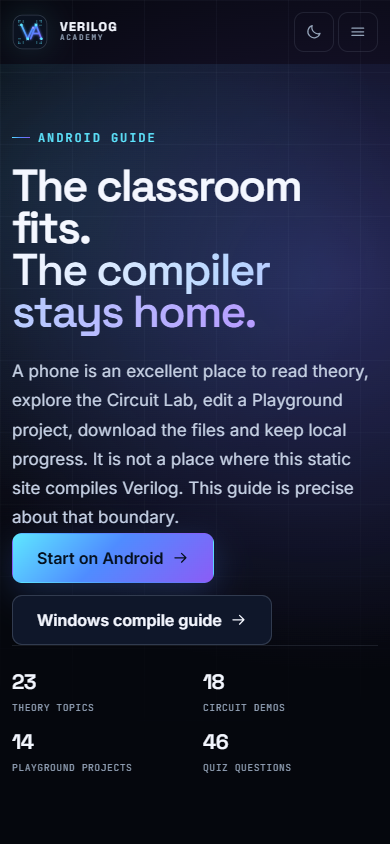 VERILOG
ACADEMY
ANDROID GUIDE
The classroom
fits.
The compiler
stays home.
A phone is an excellent place to read theory,
explore the Circuit Lab, edit a Playground
project, download the files and keep local
progress. It is not a place where this static
site compiles Verilog. This guide is precise
about that boundary.
Start on Android →
Windows compile guide →
23
THEORY TOPICS
18
CIRCUIT DEMOS
14
PLAYGROUND PROJECTS
46
QUIZ QUESTIONS